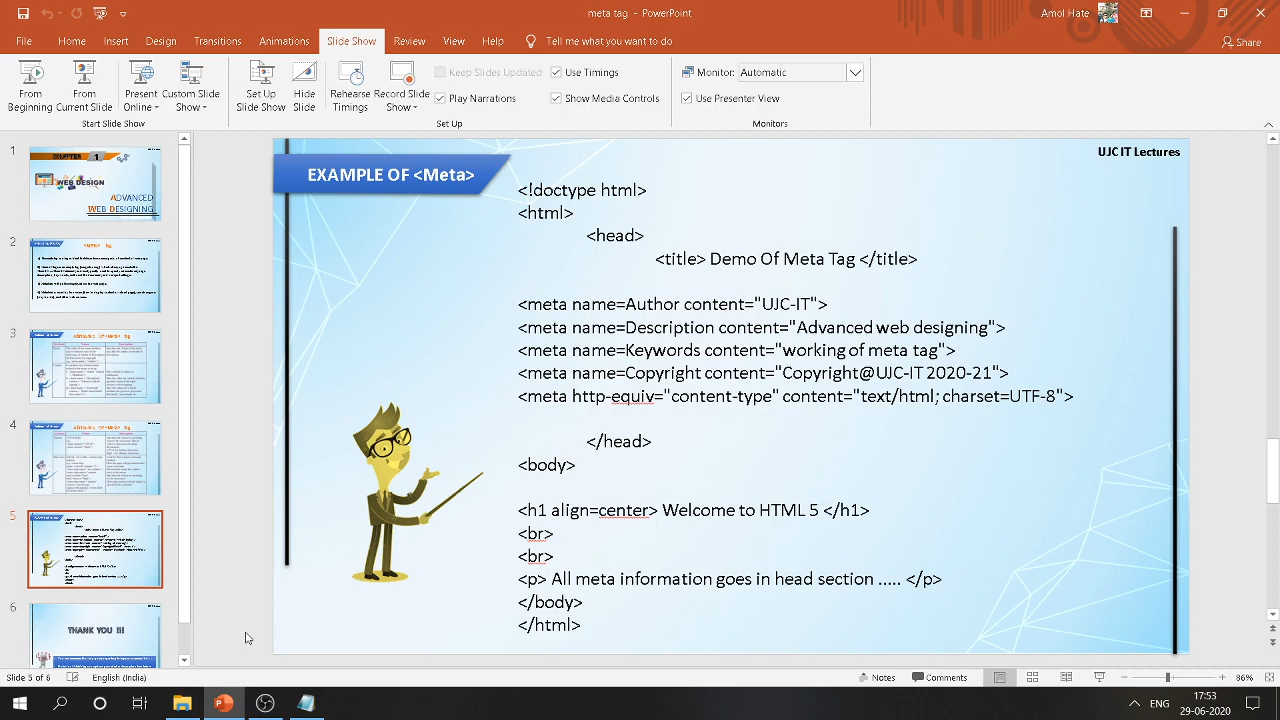 meta tag - PowerPoint
Amol Hate
File Home Insert Design Transitions Animations Slide Show Review View Help Tell me what you want to do
Share
From Beginning
From Current Slide
Present Online
Custom Slide Show
Set Up Slide Show
Hide Slide
Rehearse Timings
Record Slide Show
Keep Slides Updated
Play Narrations
Use Timings
Show Media Controls
Monitor: Automatic
Use Presenter View
Start Slide Show
Set Up
Monitors
1
CHAPTER 1
WEB DESIGN
ADVANCED
WEB DESIGNING
2
3
4
5
6
THANK YOU !!!
UJC IT Lectures
EXAMPLE OF <Meta>
<!doctype html>
<html>
<head>
<title> Demo Of Meta Tag </title>
<meta name=Author content="UJC-IT">
<meta name=Description content="Advanced web designing">
<meta name=Keywords content="working of meta tag">
<meta name=Copyright content="Copyright@UJC-IT 2020-21">
<meta http-equiv="content-type" content="text/html; charset=UTF-8">
</head>
<body>
<h1 align=center> Welcome to HTML 5 </h1>
<br>
<br>
<p> All meta information goes in head section ..... </p>
</body>
</html>
Slide 5 of 6
English (India)
Notes
Comments
86%
ENG
17:53
29-06-2020